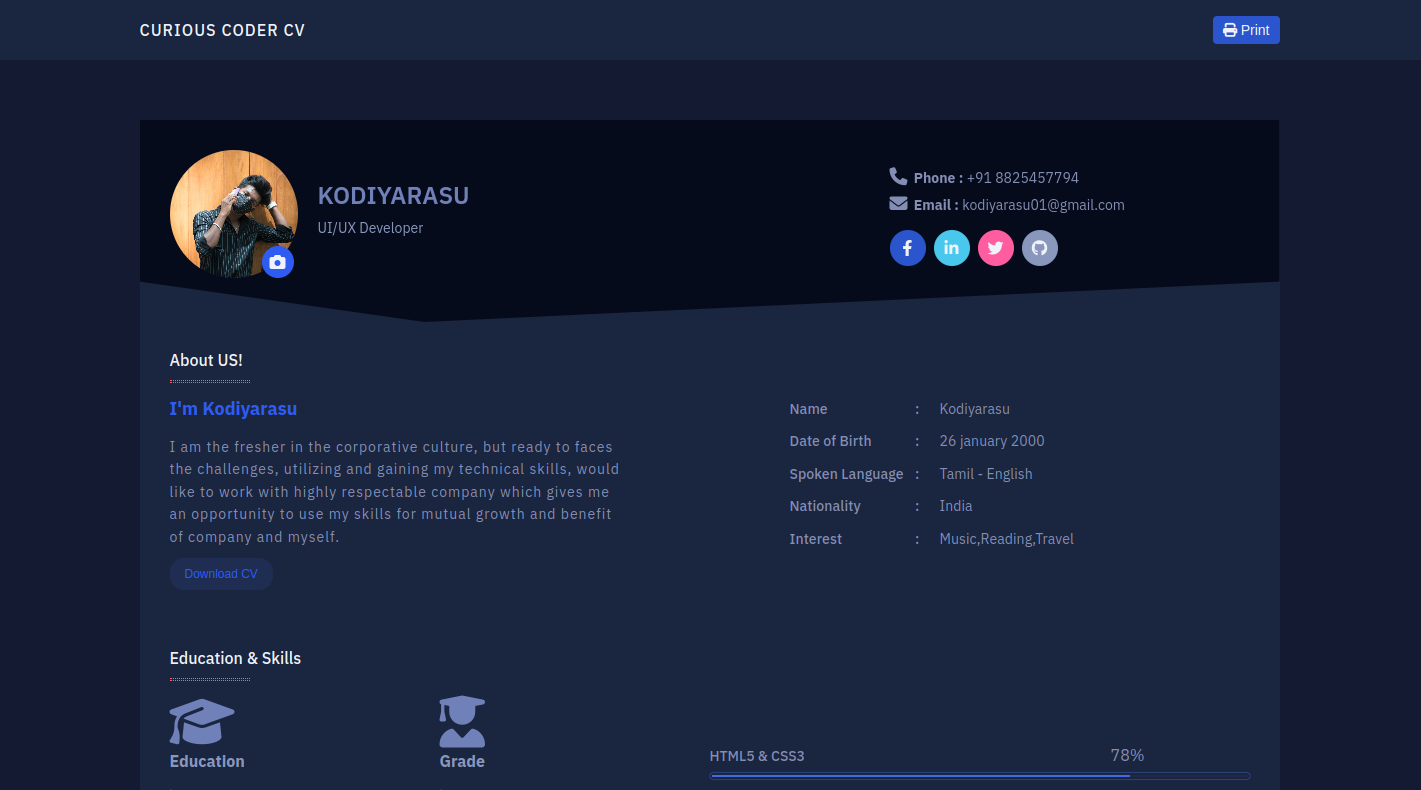 CURIOUS CODER CV
Print
KODIYARASU
UI/UX Developer
Phone : +91 8825457794
Email : kodiyarasu01@gmail.com
About US!
I'm Kodiyarasu
I am the fresher in the corporative culture, but ready to faces
the challenges, utilizing and gaining my technical skills, would
like to work with highly respectable company which gives me
an opportunity to use my skills for mutual growth and benefit
of company and myself.
Download CV
Name : Kodiyarasu
Date of Birth : 26 january 2000
Spoken Language : Tamil - English
Nationality : India
Interest : Music,Reading,Travel
Education & Skills
Education
Grade
HTML5 & CSS3 78%